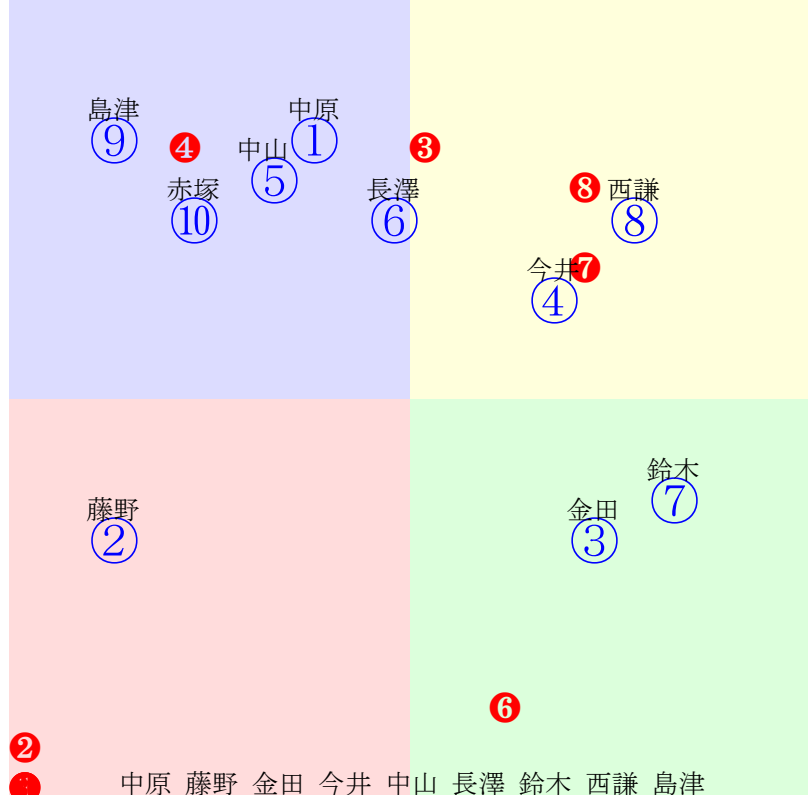 島津
中原
⑨
❹
中山
①
❸
⑤
赤塚
長澤
❽
西謙
⑩
⑥
⑧
今井
❼
④
鈴木
藤野
金田
⑦
②
③
❻
❷
中原 藤野 金田 今井 中山 長澤 鈴木 西謙 島津